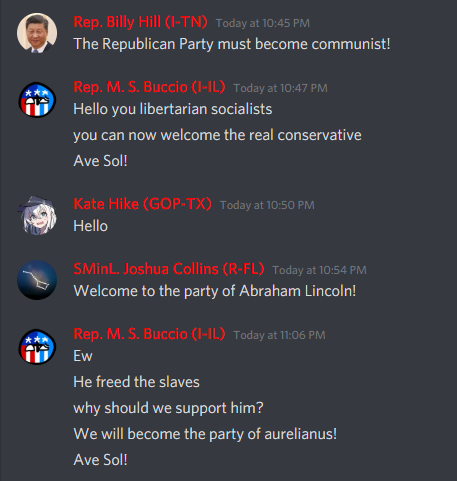 Rep. Billy Hill (I-TN) Today at 10:45 PM
The Republican Party must become communist!
Rep. M. S. Buccio (I-IL) Today at 10:47 PM
Hello you libertarian socialists
you can now welcome the real conservative
Ave Sol!
Kate Hike (GOP-TX) Today at 10:50 PM
Hello
SMinL. Joshua Collins (R-FL) Today at 10:54 PM
Welcome to the party of Abraham Lincoln!
Rep. M. S. Buccio (I-IL) Today at 11:06 PM
Ew
He freed the slaves
why should we support him?
We will become the party of aurelianus!
Ave Sol!